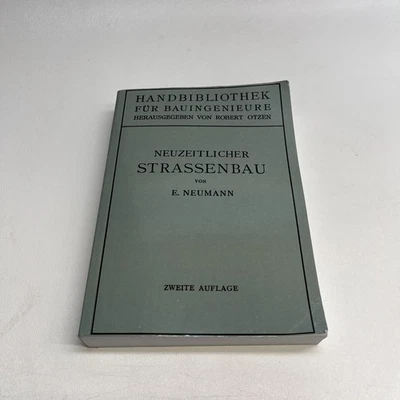 HANDBIBLIOTHEK
FÜR BAUINGENIEURE
HERAUSGEGEBEN VON ROBERT OTZEN
NEUZEITLICHER
STRASSENBAU
VON
E. NEUMANN
ZWEITE AUFLAGE